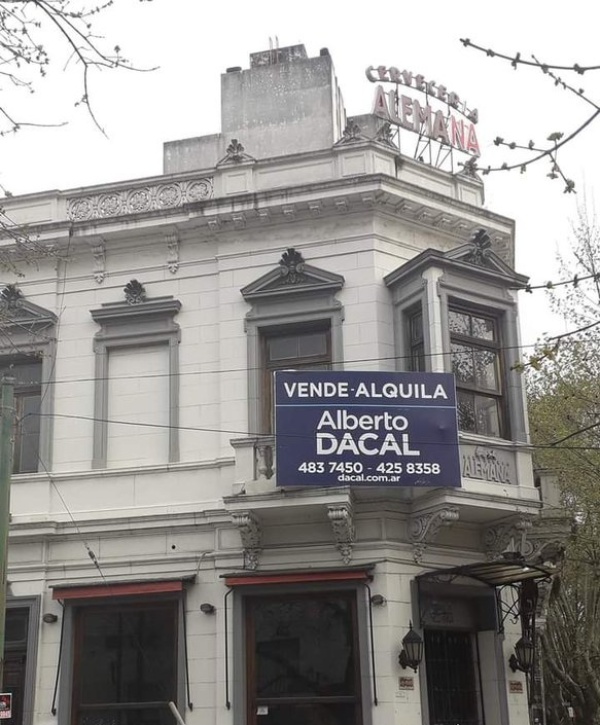 CERVECERIA
ALEMANA
VENDE-ALQUILA
Alberto
DACAL
483 7450 - 425 8358
dacal.com.ar
ALEMANA